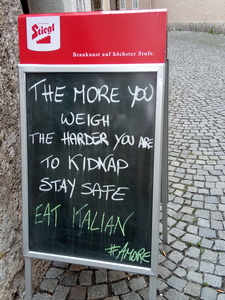 Stiegl
Braukunst auf höchster Stufe.
THE MORE YOU
WEIGH
THE HARDER YOU ARE
TO KIDNAP
STAY SAFE
EAT ITALIAN
#AMORE